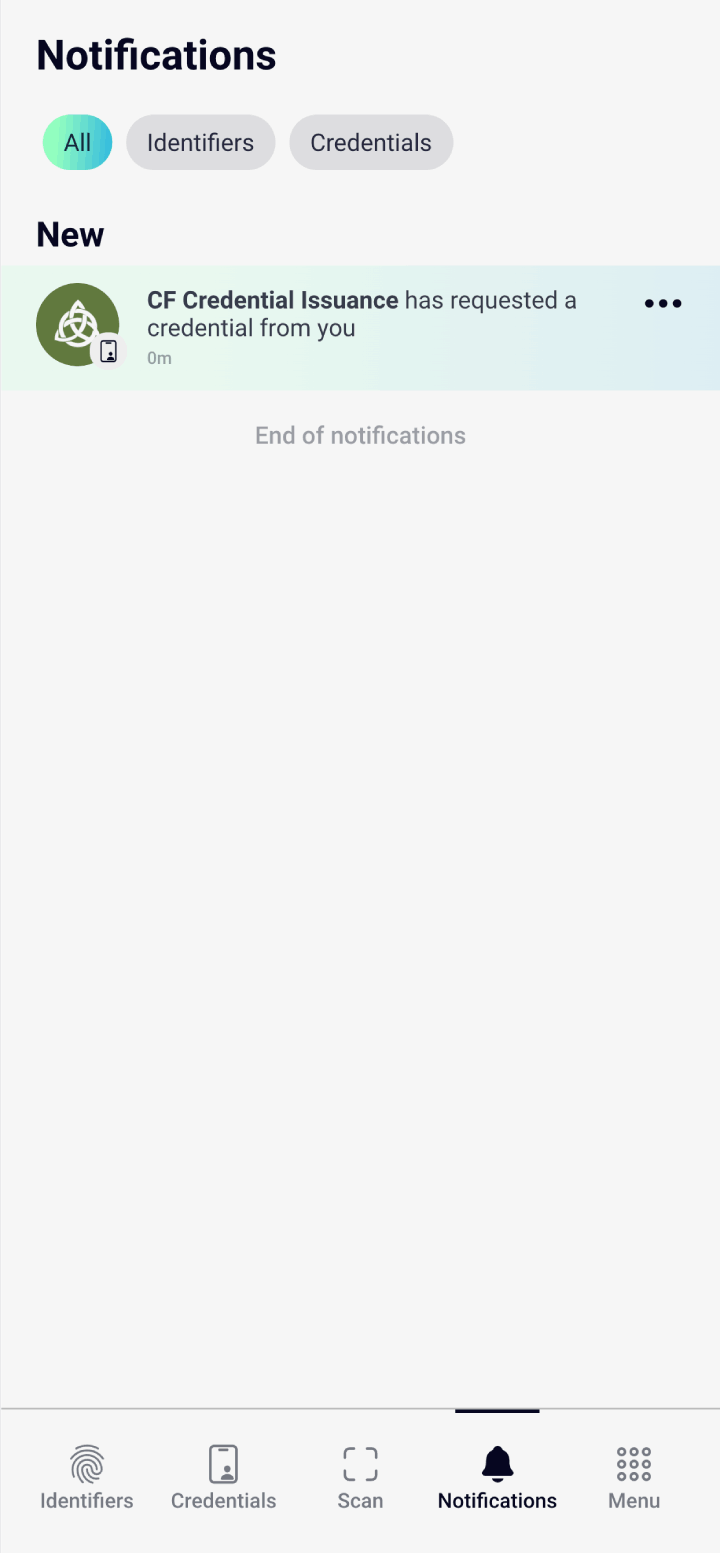 Notifications
All Identifiers Credentials
New
CF Credential Issuance has requested a
credential from you
0m
End of notifications
Identifiers Credentials Scan Notifications Menu